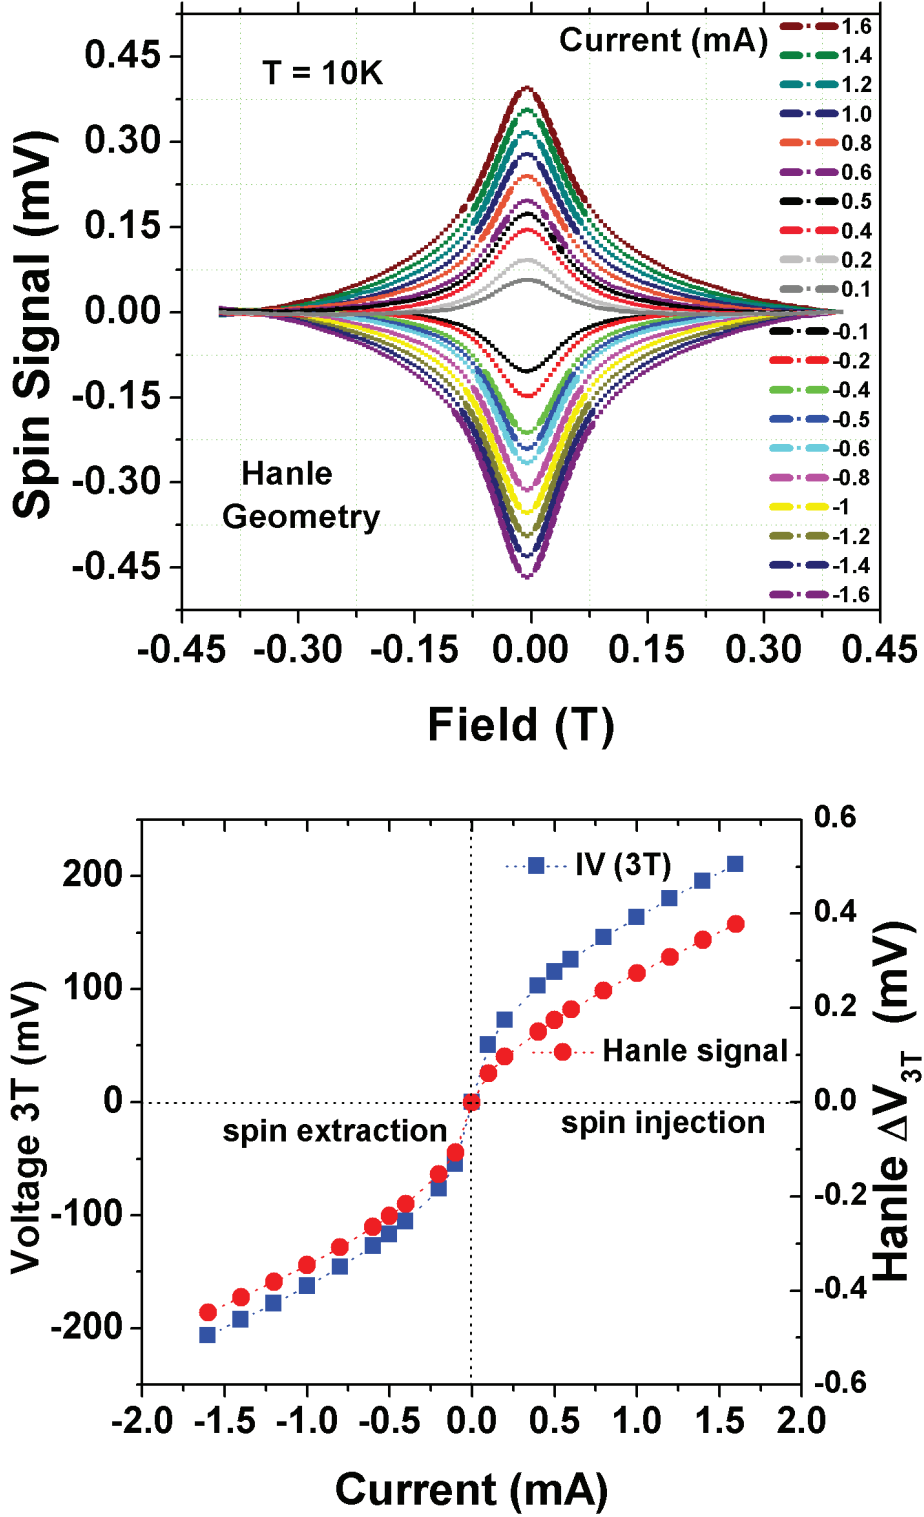 Current (mA)
T = 10K
1.6
1.4
1.2
1.0
0.8
0.6
0.5
0.4
0.2
0.1
-0.1
-0.2
-0.4
-0.5
-0.6
-0.8
-1
-1.2
-1.4
-1.6
Hanle
Geometry
Spin Signal (mV)
0.45
0.30
0.15
0.00
-0.15
-0.30
-0.45
-0.45 -0.30 -0.15 0.00 0.15 0.30 0.45
Field (T)
IV (3T)
Hanle signal
spin extraction
spin injection
Voltage 3T (mV)
200
100
0
-100
-200
Hanle ΔV3T (mV)
0.6
0.4
0.2
0.0
-0.2
-0.4
-0.6
-2.0 -1.5 -1.0 -0.5 0.0 0.5 1.0 1.5 2.0
Current (mA)